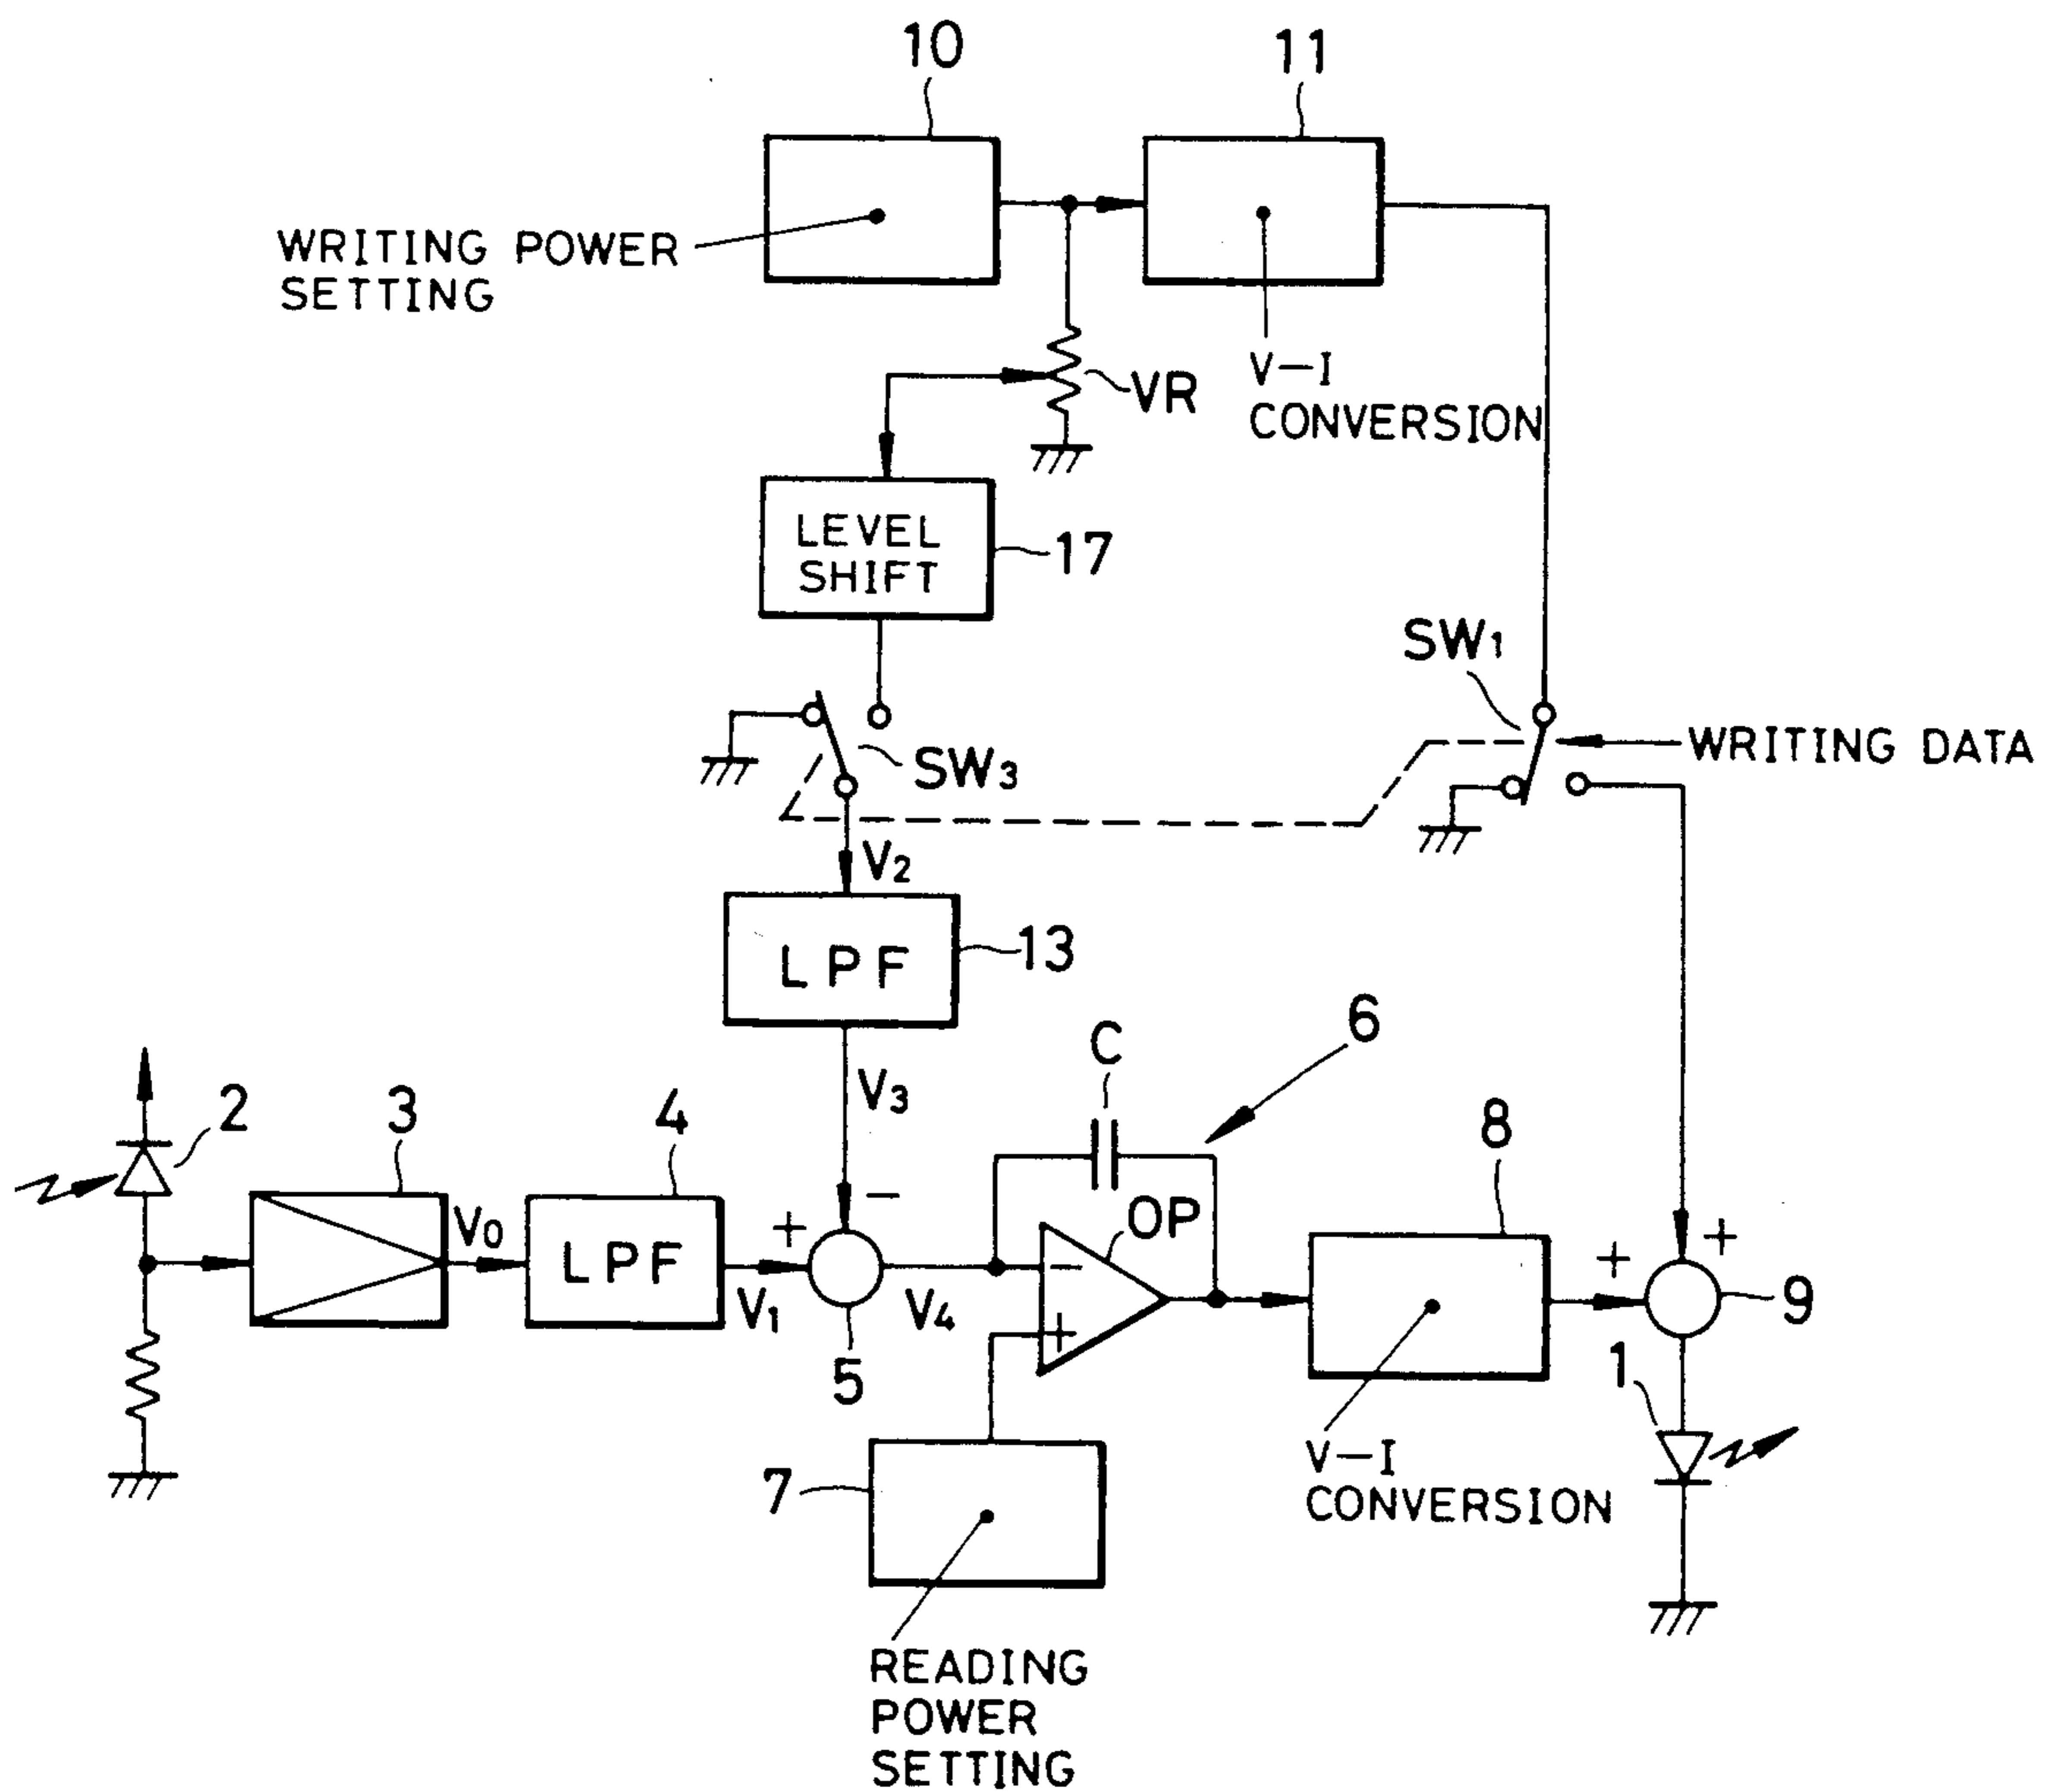 10
11
WRITING POWER
SETTING
VR
V—I
CONVERSION
LEVEL
SHIFT
17
SW1
SW3
WRITING DATA
V2
LPF
13
C
6
V3
2
3
4
8
V0
LPF
+
−
V1
5
V4
OP
−
+
+
+
9
1
7
V—I
CONVERSION
READING
POWER
SETTING